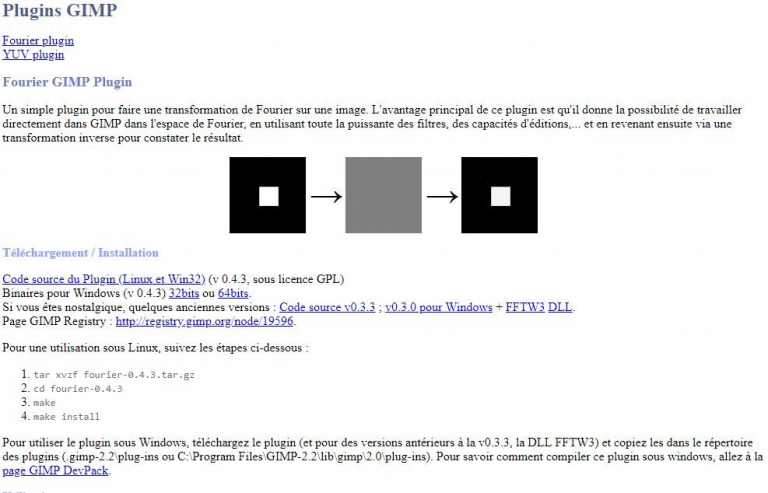 Plugins GIMP
Fourier plugin
YUV plugin
Fourier GIMP Plugin
Un simple plugin pour faire une transformation de Fourier sur une image. L'avantage principal de ce plugin est qu'il donne la possibilité de travailler
directement dans GIMP dans l'espace de Fourier, en utilisant toute la puissante des filtres, des capacités d'éditions,... et en revenant ensuite via une
transformation inverse pour constater le résultat.
Téléchargement / Installation
Code source du Plugin (Linux et Win32) (v 0.4.3, sous licence GPL)
Binaires pour Windows (v 0.4.3) 32bits ou 64bits.
Si vous êtes nostalgique, quelques anciennes versions : Code source v0.3.3 ; v0.3.0 pour Windows + FFTW3 DLL.
Page GIMP Registry : http://registry.gimp.org/node/19596.
Pour une utilisation sous Linux, suivez les étapes ci-dessous :
1. tar xvzf fourier-0.4.3.tar.gz
2. cd fourier-0.4.3
3. make
4. make install
Pour utiliser le plugin sous Windows, téléchargez le plugin (et pour des versions antérieurs à la v0.3.3, la DLL FFTW3) et copiez les dans le répertoire
des plugins (.gimp-2.2\plug-ins ou C:\Program Files\GIMP-2.2\lib\gimp\2.0\plug-ins). Pour savoir comment compiler ce plugin sous windows, allez à la
page GIMP DevPack.